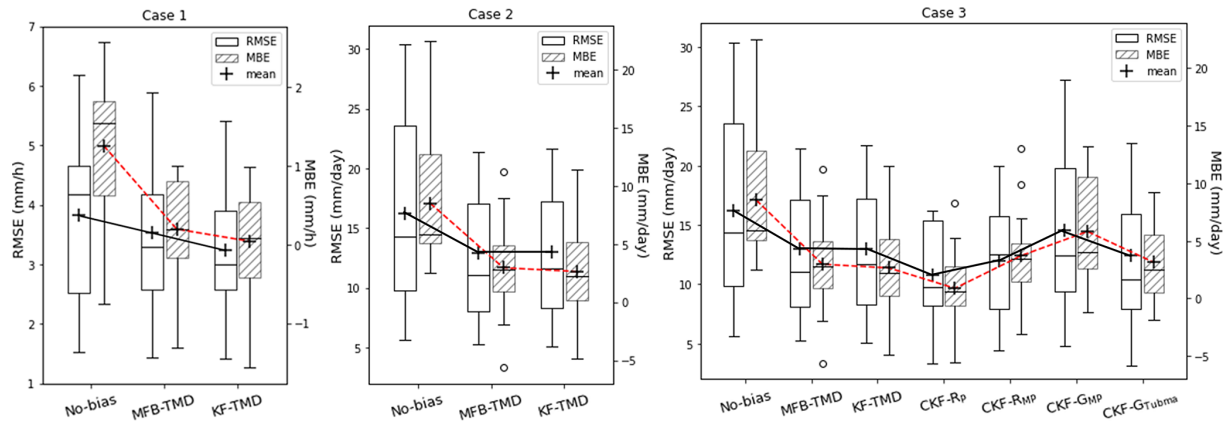 Case 1
RMSE
MBE
mean
RMSE (mm/h)
7
6
5
4
3
2
1
MBE (mm/h)
2
1
0
−1
No-bias
MFB-TMD
KF-TMD
Case 2
RMSE
MBE
mean
RMSE (mm/day)
30
25
20
15
10
5
MBE (mm/day)
20
15
10
5
0
−5
No-bias
MFB-TMD
KF-TMD
Case 3
RMSE
MBE
mean
RMSE (mm/day)
30
25
20
15
10
5
MBE (mm/day)
20
15
10
5
0
−5
No-bias
MFB-TMD
KF-TMD
CKF-RP
CKF-RMP
CKF-GMP
CKF-GTubma